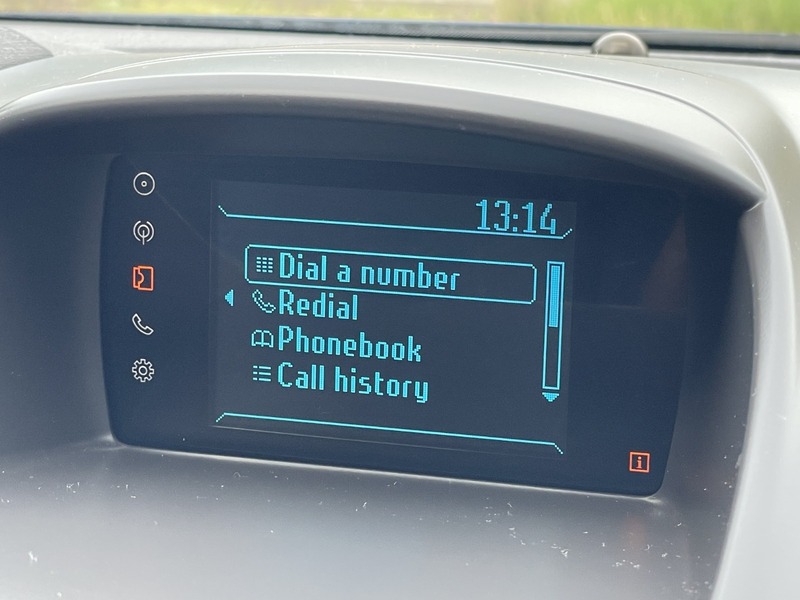 13:14
Dial a number
Redial
Phonebook
Call history
i